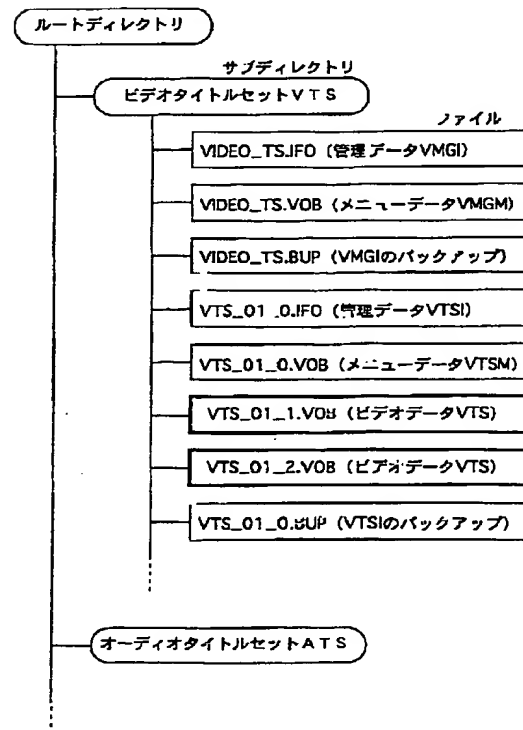 ルートディレクトリ
サブディレクトリ
ビデオタイトルセットVTS
ファイル
VIDEO_TS.IFO (管理データVMGI)
VIDEO_TS.VOB (メニューデータVMGM)
VIDEO_TS.BUP (VMGIのバックアップ)
VTS_01_0.IFO (管理データVTSI)
VTS_01_0.VOB (メニューデータVTSM)
VTS_01_1.VOB (ビデオデータVTS)
VTS_01_2.VOB (ビデオデータVTS)
VTS_01_0.BUP (VTSIのバックアップ)
オーディオタイトルセットATS